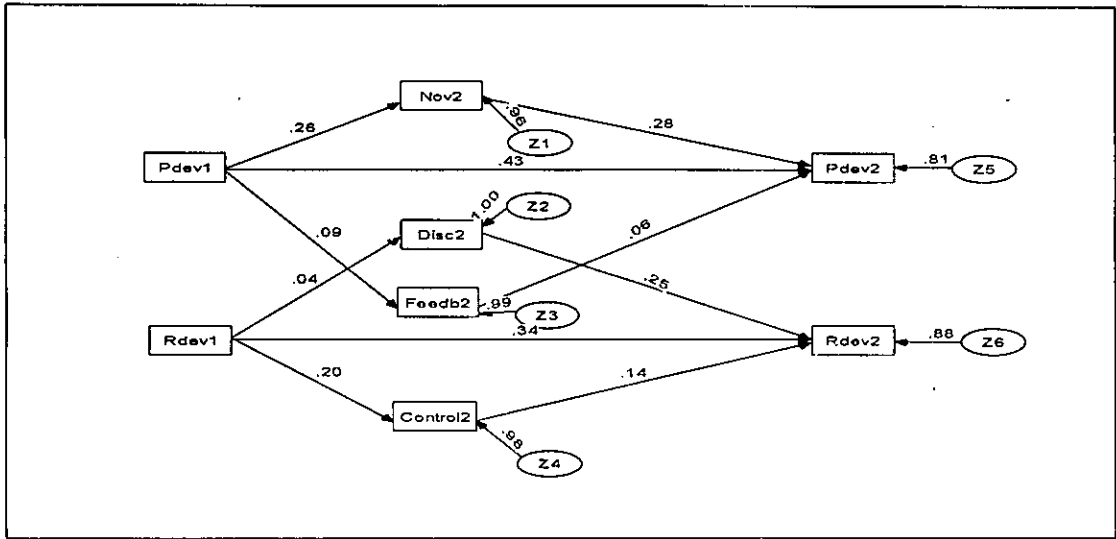 Nov2
.96
Z1
.26
.28
Pdev1
.43
Pdev2
.81
Z5
1.00
Z2
Disc2
.09
.06
.04
.25
Feedb2
.99
Z3
Rdev1
.34
Rdev2
.88
Z6
.20
.14
Control2
.98
Z4